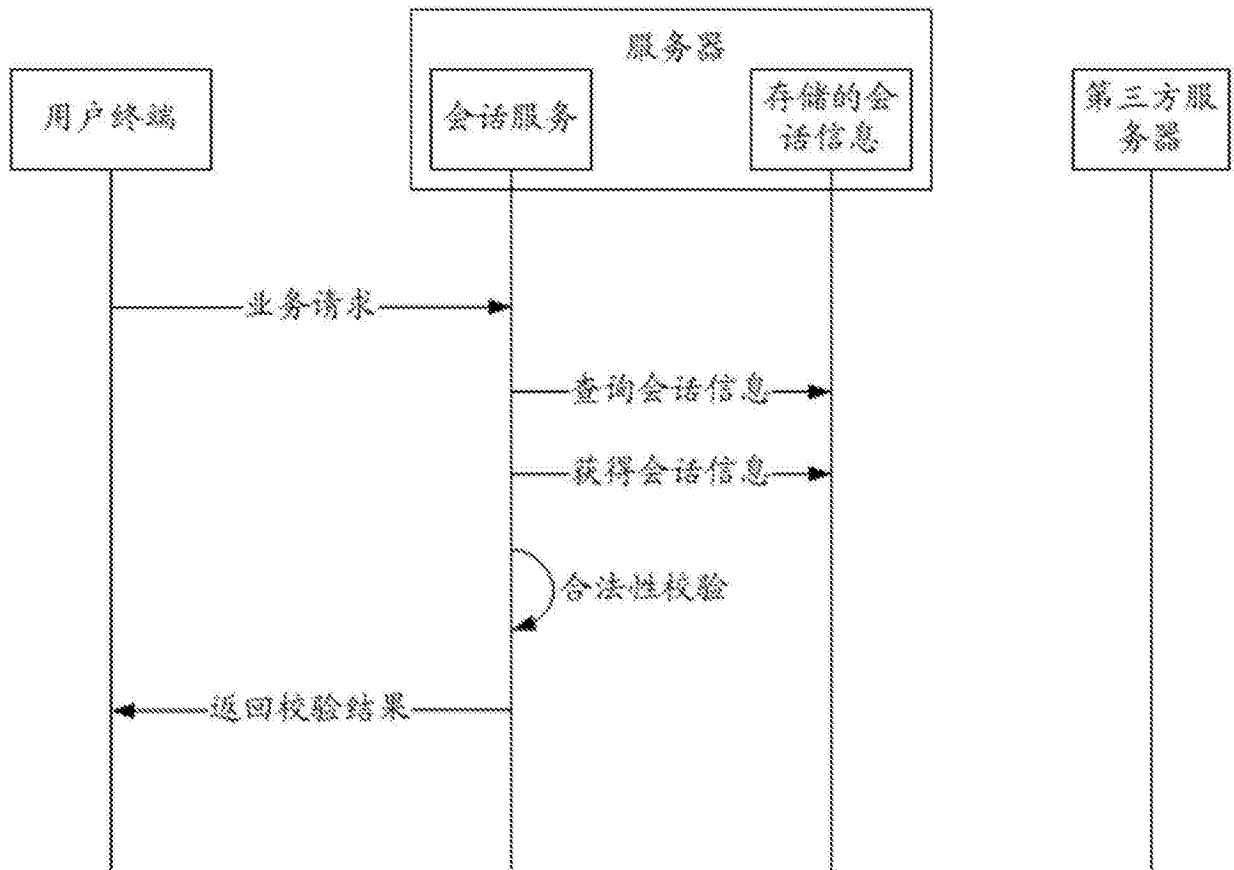 服务器
用户终端
会话服务
存储的会
话信息
第三方服
务器
业务请求
查询会话信息
获得会话信息
合法性校验
返回校验结果